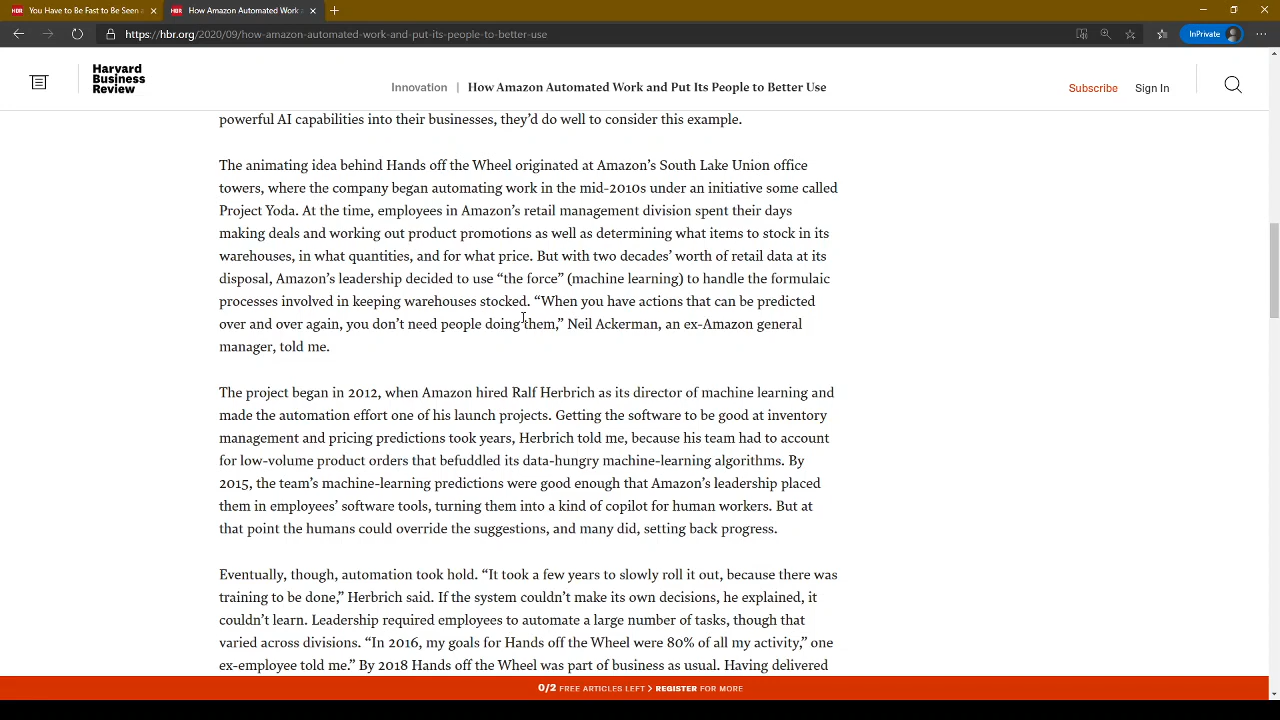 You Have to Be Fast to Be Seen a
How Amazon Automated Work a
https://hbr.org/2020/09/how-amazon-automated-work-and-put-its-people-to-better-use
InPrivate
Harvard
Business
Review
Innovation | How Amazon Automated Work and Put Its People to Better Use
Subscribe Sign In
powerful AI capabilities into their businesses, they’d do well to consider this example.
The animating idea behind Hands off the Wheel originated at Amazon’s South Lake Union office
towers, where the company began automating work in the mid-2010s under an initiative some called
Project Yoda. At the time, employees in Amazon’s retail management division spent their days
making deals and working out product promotions as well as determining what items to stock in its
warehouses, in what quantities, and for what price. But with two decades’ worth of retail data at its
disposal, Amazon’s leadership decided to use “the force” (machine learning) to handle the formulaic
processes involved in keeping warehouses stocked. “When you have actions that can be predicted
over and over again, you don’t need people doing them,” Neil Ackerman, an ex-Amazon general
manager, told me.
The project began in 2012, when Amazon hired Ralf Herbrich as its director of machine learning and
made the automation effort one of his launch projects. Getting the software to be good at inventory
management and pricing predictions took years, Herbrich told me, because his team had to account
for low-volume product orders that befuddled its data-hungry machine-learning algorithms. By
2015, the team’s machine-learning predictions were good enough that Amazon’s leadership placed
them in employees’ software tools, turning them into a kind of copilot for human workers. But at
that point the humans could override the suggestions, and many did, setting back progress.
Eventually, though, automation took hold. “It took a few years to slowly roll it out, because there was
training to be done,” Herbrich said. If the system couldn’t make its own decisions, he explained, it
couldn’t learn. Leadership required employees to automate a large number of tasks, though that
varied across divisions. “In 2016, my goals for Hands off the Wheel were 80% of all my activity,” one
ex-employee told me.” By 2018 Hands off the Wheel was part of business as usual. Having delivered
0/2 FREE ARTICLES LEFT > REGISTER FOR MORE